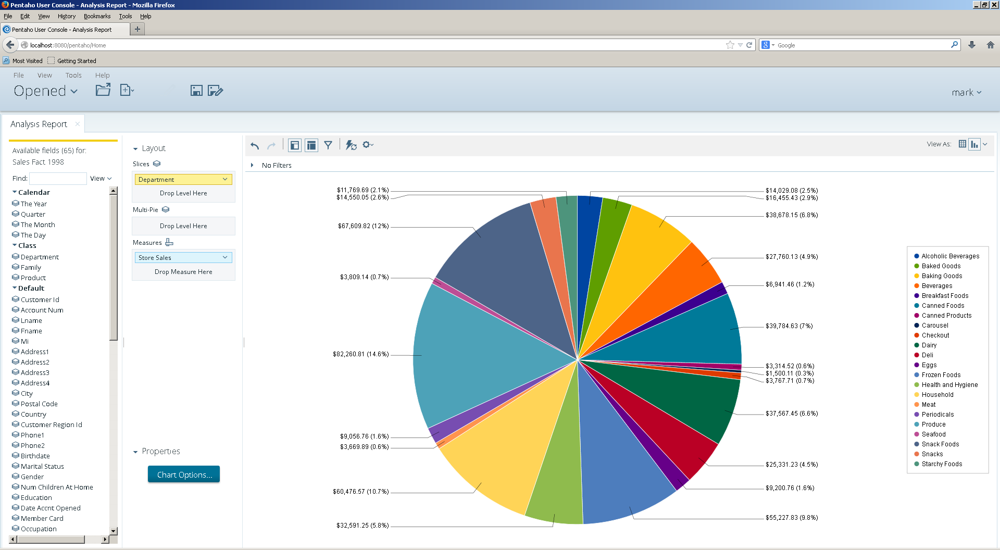 Pentaho User Console - Analysis Report - Mozilla Firefox
File Edit View History Bookmarks Tools Help
Pentaho User Console - Analysis Report
localhost:8080/pentaho/Home
Google
Most Visited Getting Started
File View Tools Help
Opened
mark
Analysis Report
Available fields (65) for:
Sales Fact 1998
Find:
View
Calendar
The Year
Quarter
The Month
The Day
Class
Department
Family
Product
Default
Customer Id
Account Num
Lname
Fname
Mi
Address1
Address2
Address3
Address4
City
Postal Code
Country
Customer Region Id
Phone1
Phone2
Birthdate
Marital Status
Gender
Num Children At Home
Education
Date Accnt Opened
Member Card
Occupation
Layout
Slices
Department
Drop Level Here
Multi-Pie
Drop Level Here
Measures
Store Sales
Drop Measure Here
Properties
Chart Options...
View As:
No Filters
$11,769.69 (2.1%)
$14,550.05 (2.6%)
$67,609.82 (12%)
$3,809.14 (0.7%)
$82,260.81 (14.6%)
$9,056.76 (1.6%)
$3,669.89 (0.6%)
$60,476.57 (10.7%)
$32,591.25 (5.8%)
$14,029.08 (2.5%)
$16,455.43 (2.9%)
$38,678.15 (6.8%)
$27,760.13 (4.9%)
$6,941.46 (1.2%)
$39,784.63 (7%)
$3,314.52 (0.6%)
$1,500.11 (0.3%)
$3,767.71 (0.7%)
$37,567.45 (6.6%)
$25,331.23 (4.5%)
$9,200.76 (1.6%)
$55,227.83 (9.8%)
Alcoholic Beverages
Baked Goods
Baking Goods
Beverages
Breakfast Foods
Canned Foods
Canned Products
Carousel
Checkout
Dairy
Deli
Eggs
Frozen Foods
Health and Hygiene
Household
Meat
Periodicals
Produce
Seafood
Snack Foods
Snacks
Starchy Foods